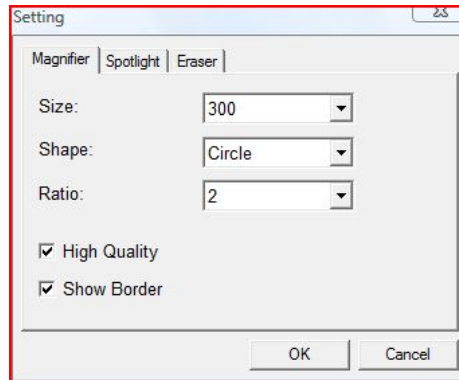 Setting
Magnifier Spotlight Eraser
Size: 300
Shape: Circle
Ratio: 2
High Quality
Show Border
OK Cancel